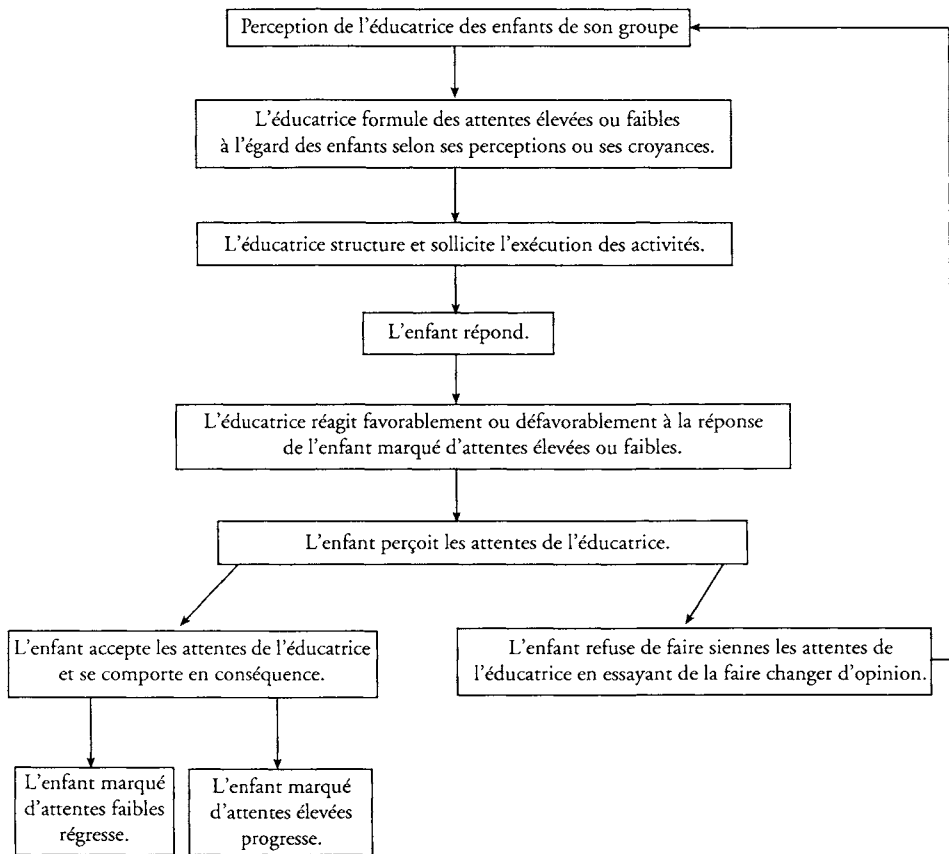 Perception de l'éducatrice des enfants de son groupe
L'éducatrice formule des attentes élevées ou faibles
à l'égard des enfants selon ses perceptions ou ses croyances.
L'éducatrice structure et sollicite l'exécution des activités.
L'enfant répond.
L'éducatrice réagit favorablement ou défavorablement à la réponse
de l'enfant marqué d'attentes élevées ou faibles.
L'enfant perçoit les attentes de l'éducatrice.
L'enfant accepte les attentes de l'éducatrice
et se comporte en conséquence.
L'enfant refuse de faire siennes les attentes de
l'éducatrice en essayant de la faire changer d'opinion.
L'enfant marqué
d'attentes faibles
régresse.
L'enfant marqué
d'attentes élevées
progresse.